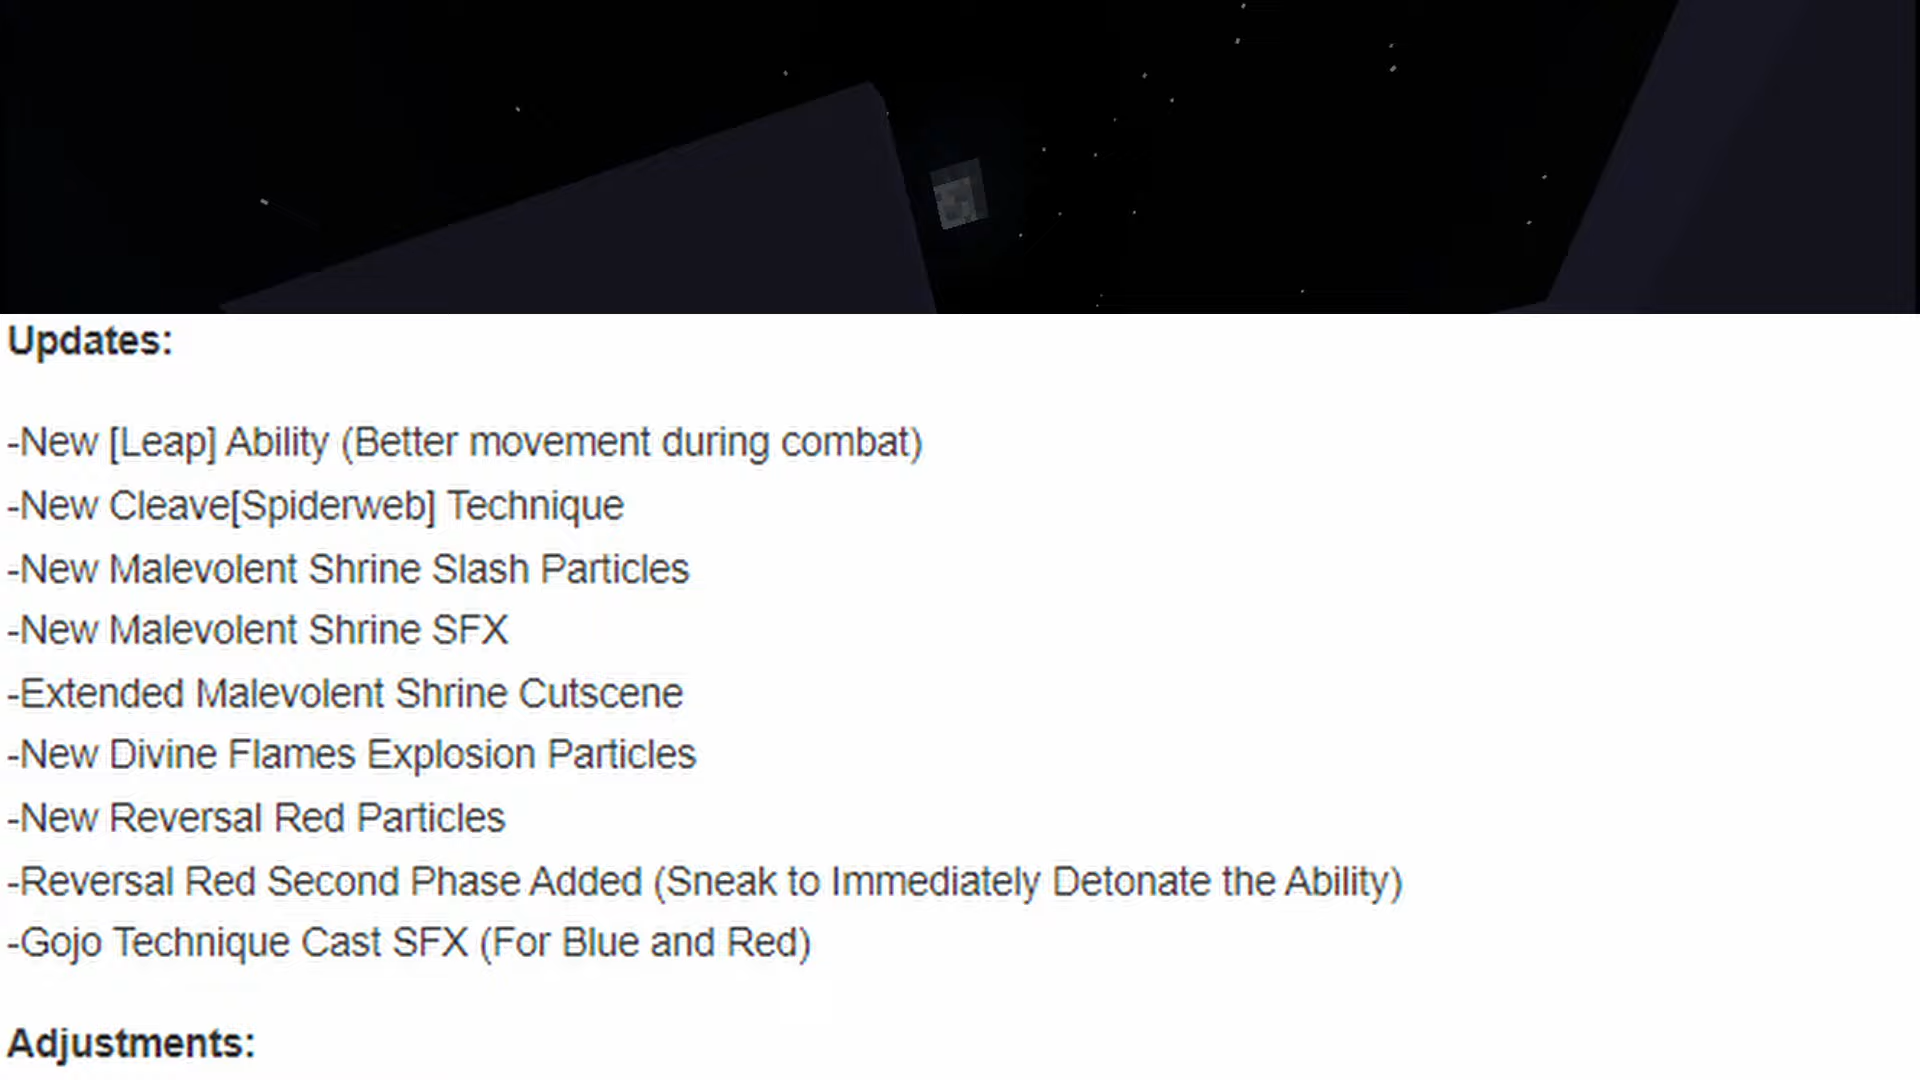 Updates:
-New [Leap] Ability (Better movement during combat)
-New Cleave[Spiderweb] Technique
-New Malevolent Shrine Slash Particles
-New Malevolent Shrine SFX
-Extended Malevolent Shrine Cutscene
-New Divine Flames Explosion Particles
-New Reversal Red Particles
-Reversal Red Second Phase Added (Sneak to Immediately Detonate the Ability)
-Gojo Technique Cast SFX (For Blue and Red)
Adjustments: